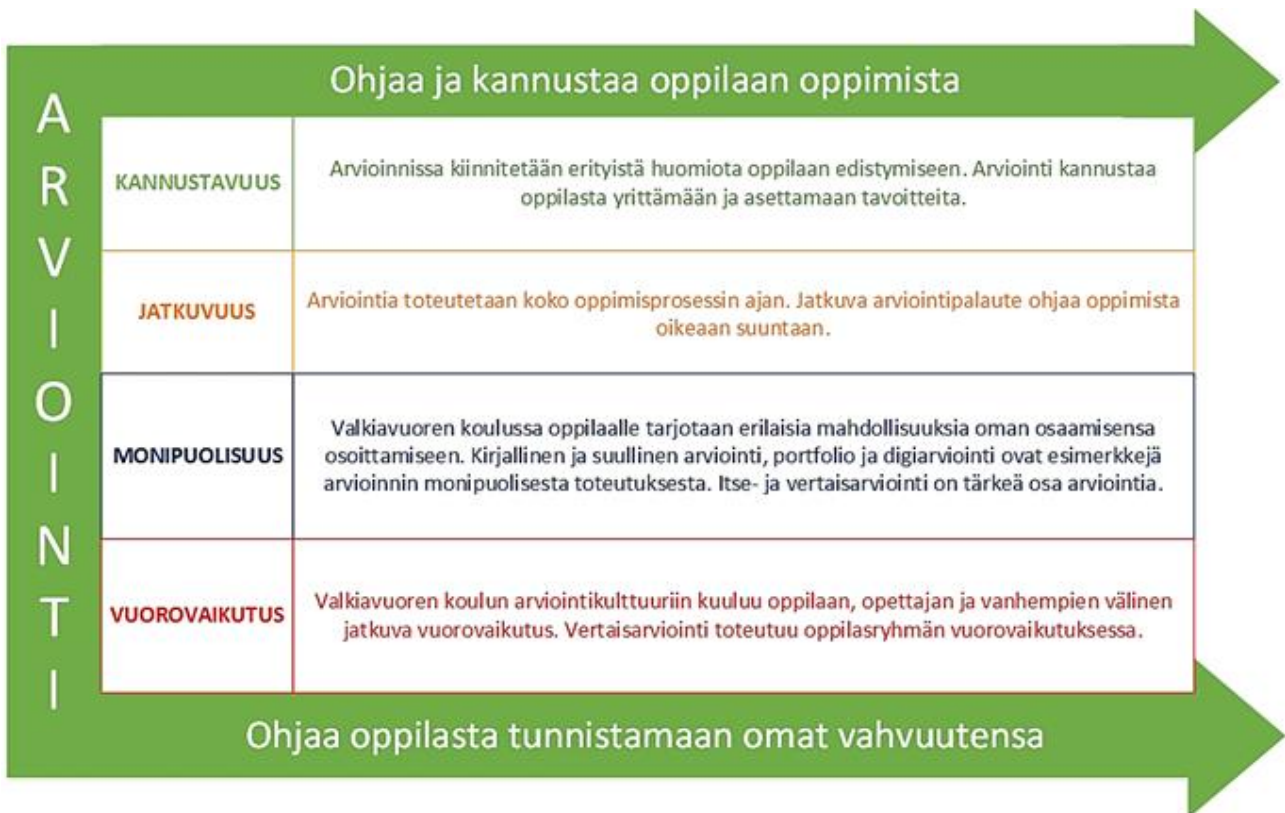 Ohjaa ja kannustaa oppilaan oppimista
ARVIOINTI
KANNUSTAVUUS
Arvioinnissa kiinnitetään erityistä huomiota oppilaan edistymiseen. Arviointi kannustaa
oppilasta yrittämään ja asettamaan tavoitteita.
JATKUVUUS
Arviointia toteutetaan koko oppimisprosessin ajan. Jatkuva arviointipalaute ohjaa oppimista
oikeaan suuntaan.
MONIPUOLISUUS
Valkiavuoren koulussa oppilaalle tarjotaan erilaisia mahdollisuuksia oman osaamisensa
osoittamiseen. Kirjallinen ja suullinen arviointi, portfolio ja digiarviointi ovat esimerkkejä
arvioinnin monipuolisesta toteutuksesta. Itse- ja vertaisarviointi on tärkeä osa arviointia.
VUOROVAIKUTUS
Valkiavuoren koulun arviointikulttuuriin kuuluu oppilaan, opettajan ja vanhempien välinen
jatkuva vuorovaikutus. Vertaisarviointi toteutuu oppilasryhmän vuorovaikutuksessa.
Ohjaa oppilasta tunnistamaan omat vahvuutensa